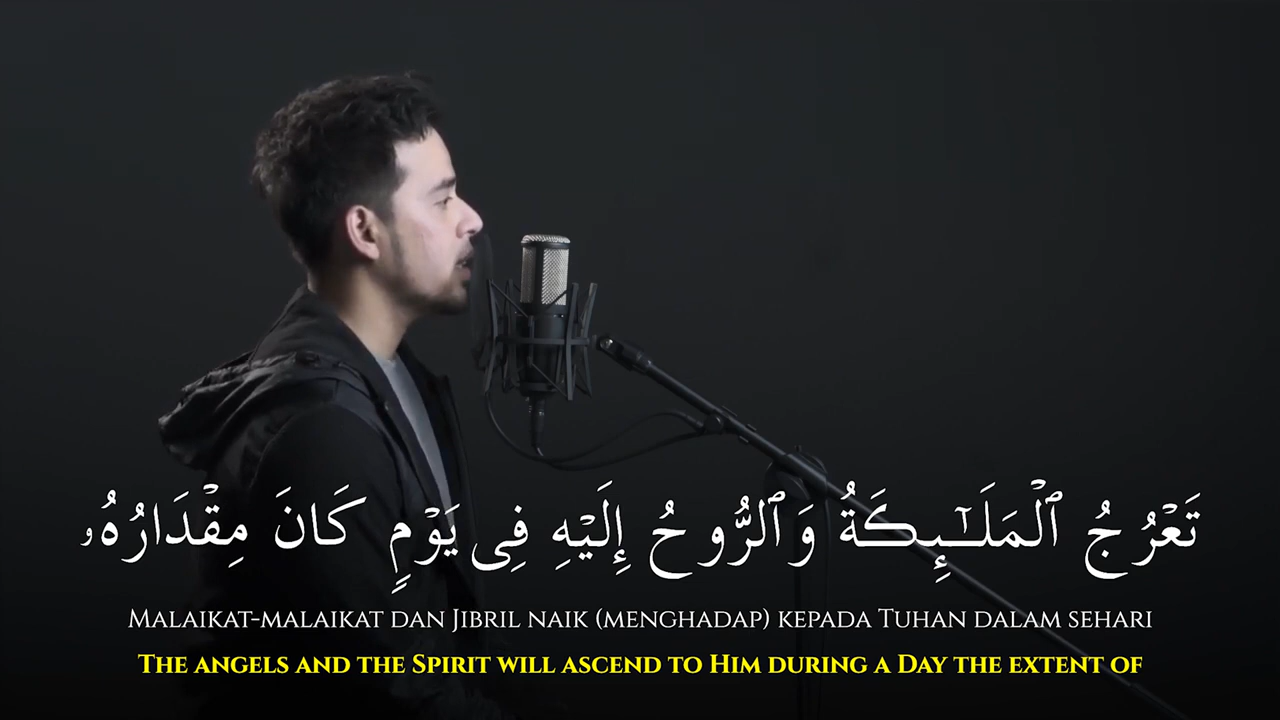 تَعْرُجُ ٱلْمَلَـٰٓئِكَةُ وَٱلرُّوحُ إِلَيْهِ فِى يَوْمٍ كَانَ مِقْدَارُهُۥ
Malaikat-malaikat dan Jibril naik (menghadap) kepada Tuhan dalam sehari
The angels and the Spirit will ascend to Him during a Day the extent of